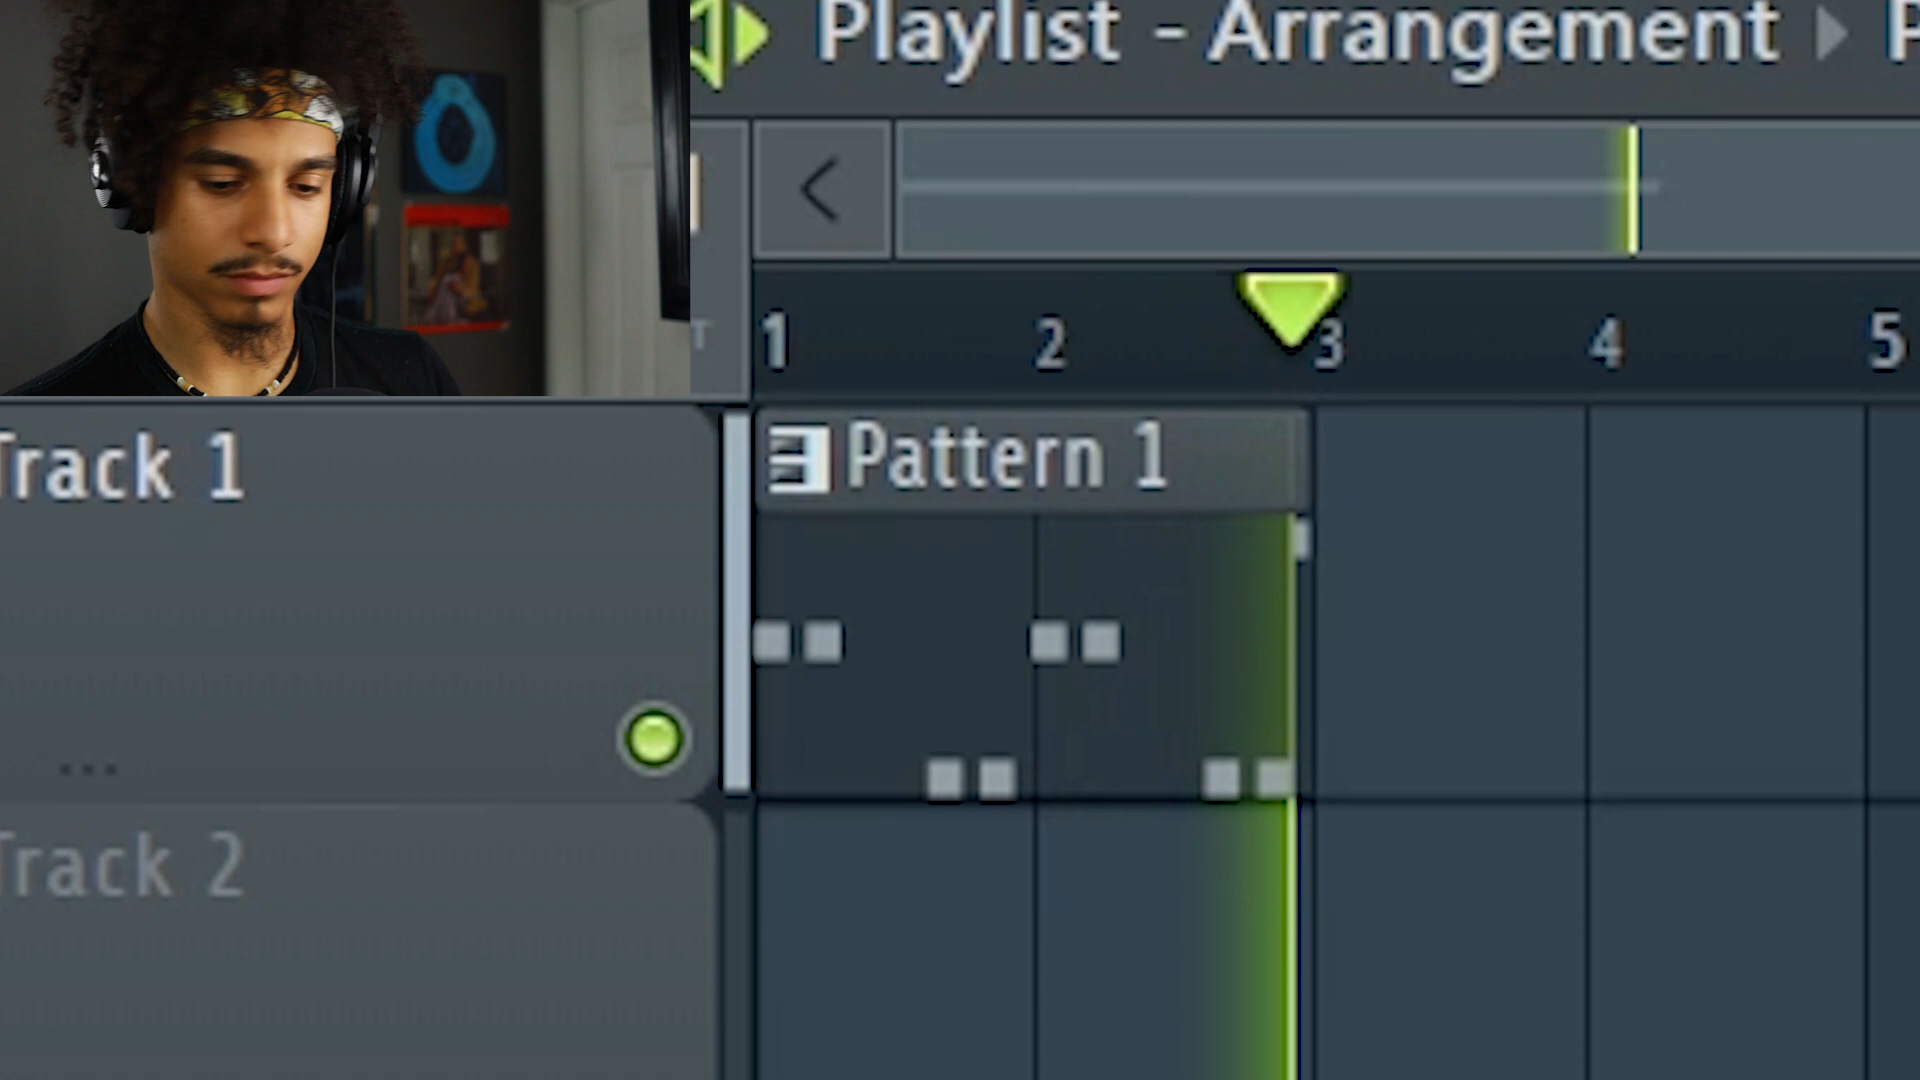 Playlist - Arrangement
T
1 2 3 4 5
Track 1
Pattern 1
Track 2